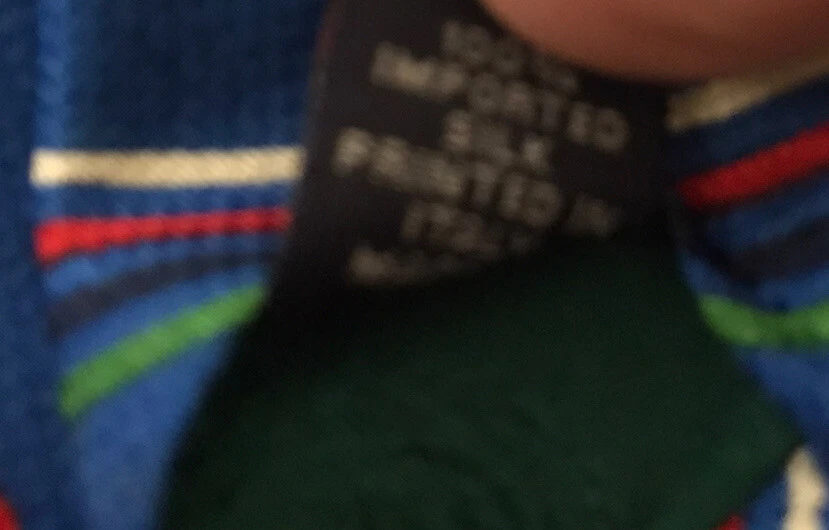 100%
IMPORTED
SILK
PRINTED IN
ITALY